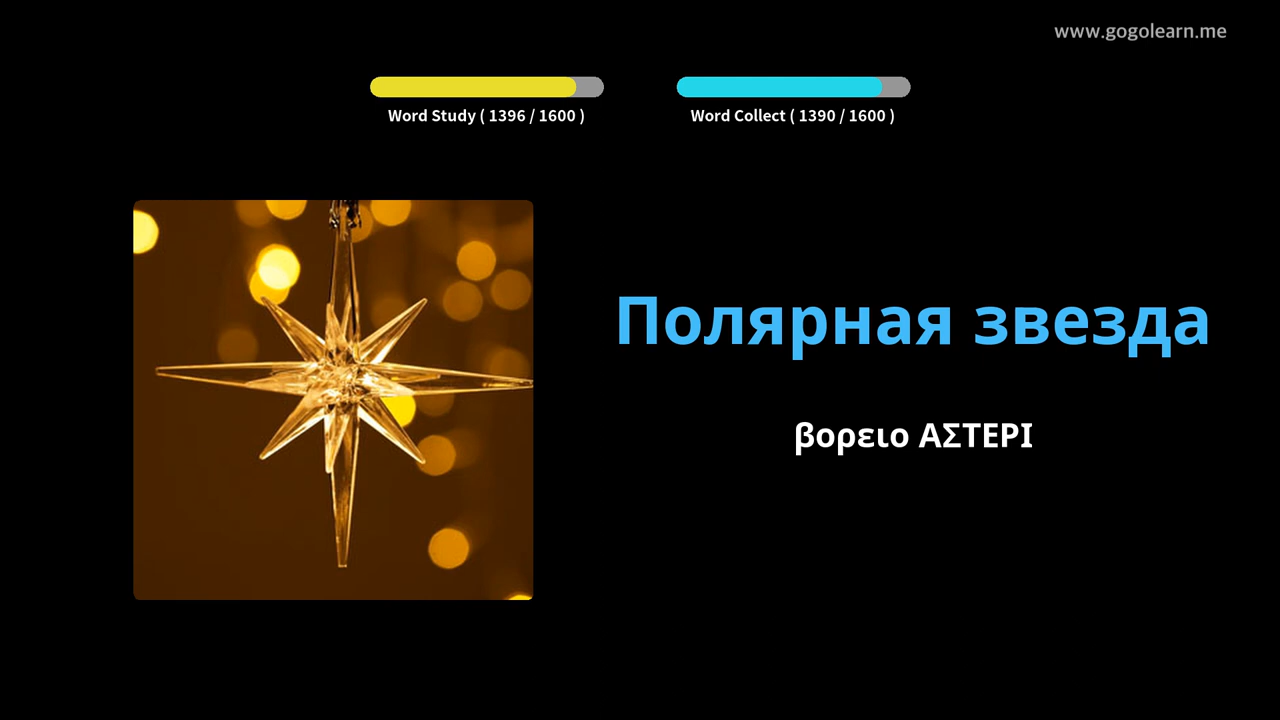 www.gogolearn.me
Word Study ( 1396 / 1600 )
Word Collect ( 1390 / 1600 )
Полярная звезда
βορειο ΑΣΤΕΡΙ